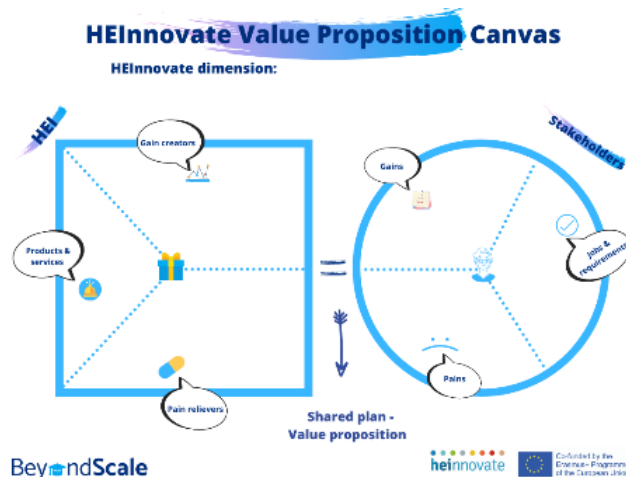 HEInnovate Value Proposition Canvas
HEInnovate dimension:
HEI
Stakeholders
Gain creators
Gains
Products &
services
Jobs &
requirements
Pain relievers
Pains
Shared plan -
Value proposition
BeyondScale
heinnovate
Co-funded by the
Erasmus+ Programme
of the European Union